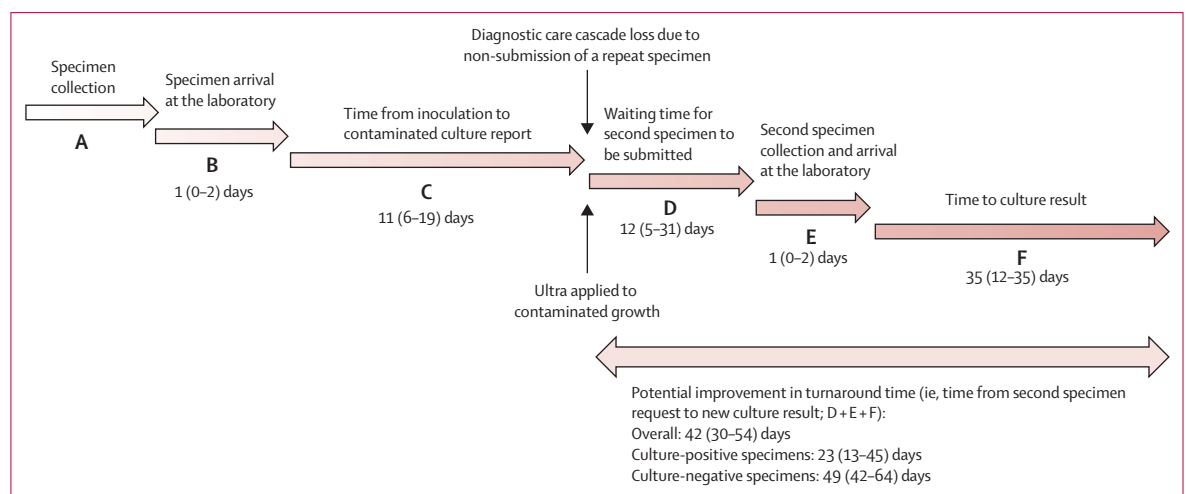 Diagnostic care cascade loss due to
non-submission of a repeat specimen
Specimen
collection
A
Specimen arrival
at the laboratory
B
1 (0–2) days
Time from inoculation to
contaminated culture report
C
11 (6–19) days
Waiting time for
second specimen to
be submitted
D
12 (5–31) days
Second specimen
collection and arrival
at the laboratory
E
1 (0–2) days
Time to culture result
F
35 (12–35) days
Ultra applied to
contaminated growth
Potential improvement in turnaround time (ie, time from second specimen
request to new culture result; D+E+F):
Overall: 42 (30–54) days
Culture-positive specimens: 23 (13–45) days
Culture-negative specimens: 49 (42–64) days